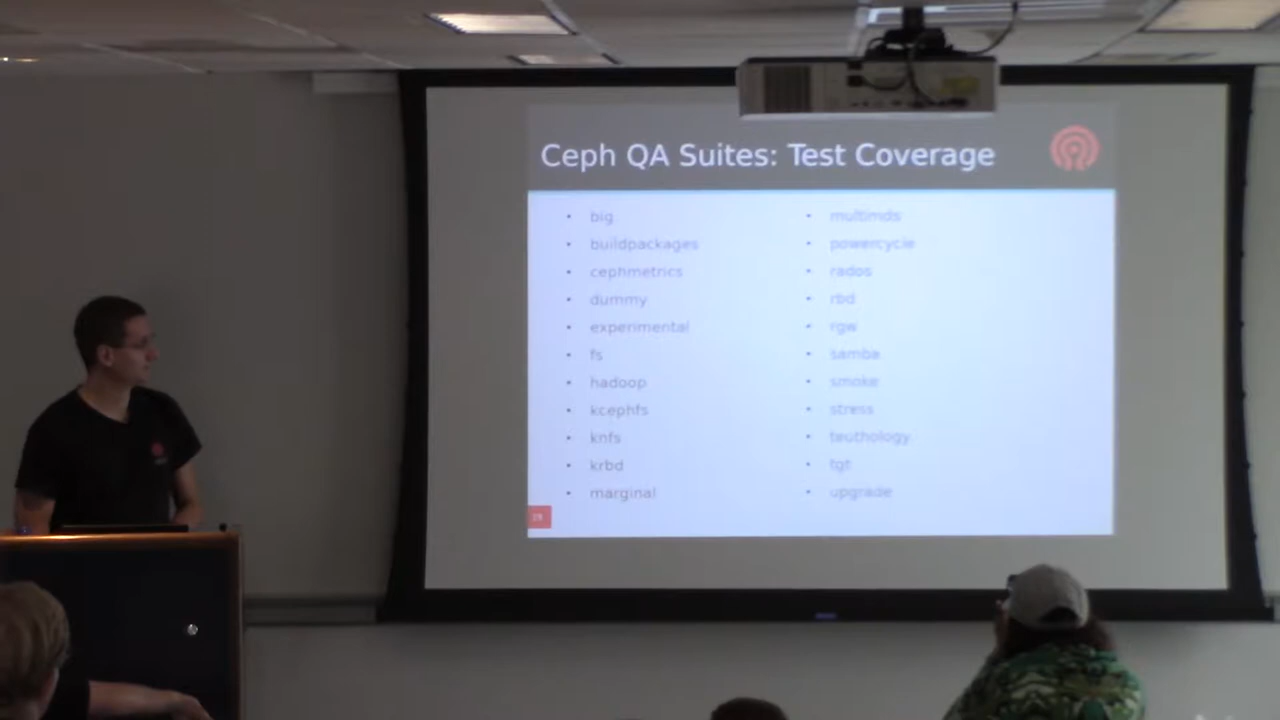 Ceph QA Suites: Test Coverage
big
buildpackages
cephmetrics
dummy
experimental
fs
hadoop
kcephfs
knfs
krbd
marginal
multimds
powercycle
rados
rbd
rgw
samba
smoke
stress
teuthology
tgt
upgrade